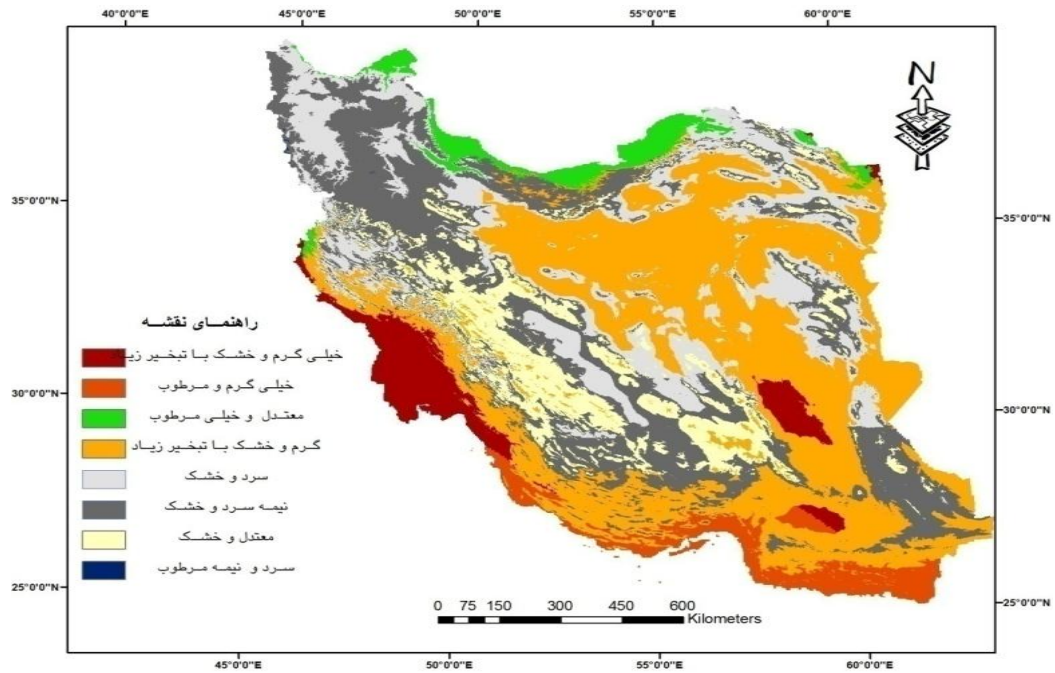 40°0'0"E 45°0'0"E 50°0'0"E 55°0'0"E 60°0'0"E
N
35°0'0"N 35°0'0"N
راهنمای نقشه
خیلی گرم و خشک با تبخیر زیاد
خیلی گرم و مرطوب
معتدل و خیلی مرطوب
گرم و خشک با تبخیر زیاد
سرد و خشک
نیمه سرد و خشک
معتدل و خشک
سرد و نیمه مرطوب
30°0'0"N 30°0'0"N
25°0'0"N 25°0'0"N
0 75 150 300 450 600
Kilometers
45°0'0"E 50°0'0"E 55°0'0"E 60°0'0"E